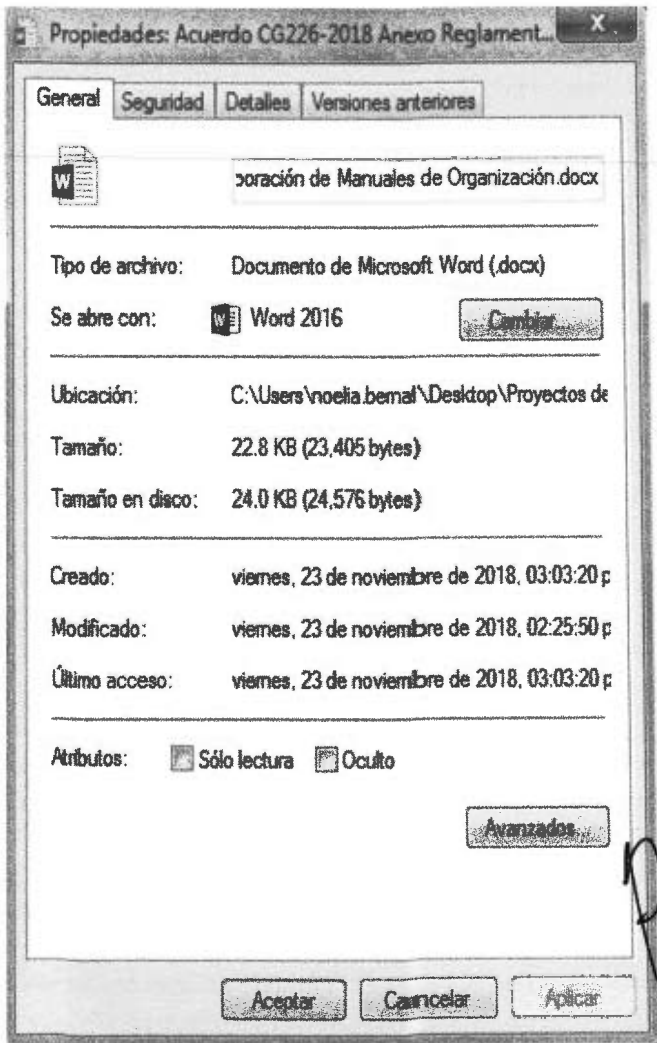 Propiedades: Acuerdo CG226-2018 Anexo Reglament...
X
General Seguridad Detalles Versiones anteriores
W
poración de Manuales de Organización.docx
Tipo de archivo: Documento de Microsoft Word (.docx)
Se abre con: W Word 2016 Cambiar...
Ubicación: C:\Users\noelia.bernal\Desktop\Proyectos de
Tamaño: 22.8 KB (23,405 bytes)
Tamaño en disco: 24.0 KB (24,576 bytes)
Creado: viernes, 23 de noviembre de 2018, 03:03:20 p
Modificado: viernes, 23 de noviembre de 2018, 02:25:50 p
Último acceso: viernes, 23 de noviembre de 2018, 03:03:20 p
Atributos: Sólo lectura Oculto
Avanzados...
Aceptar Cancelar Aplicar